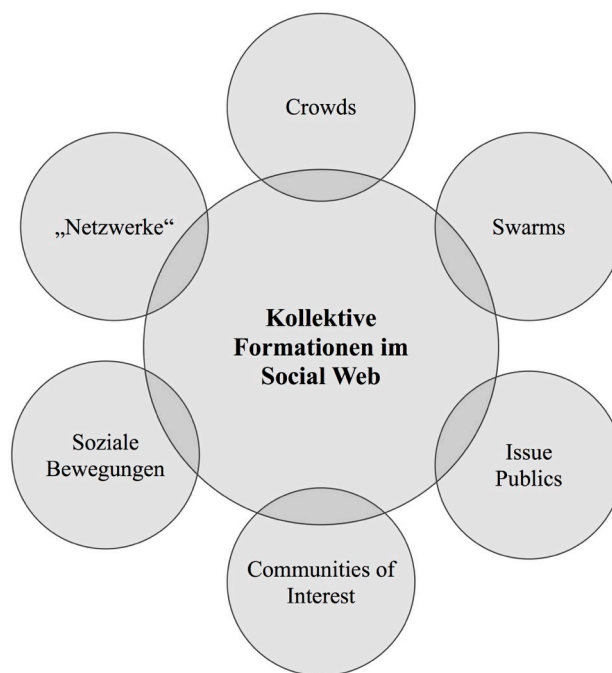 Crowds
„Netzwerke“
Swarms
Kollektive
Formationen im
Social Web
Soziale
Bewegungen
Issue
Publics
Communities of
Interest